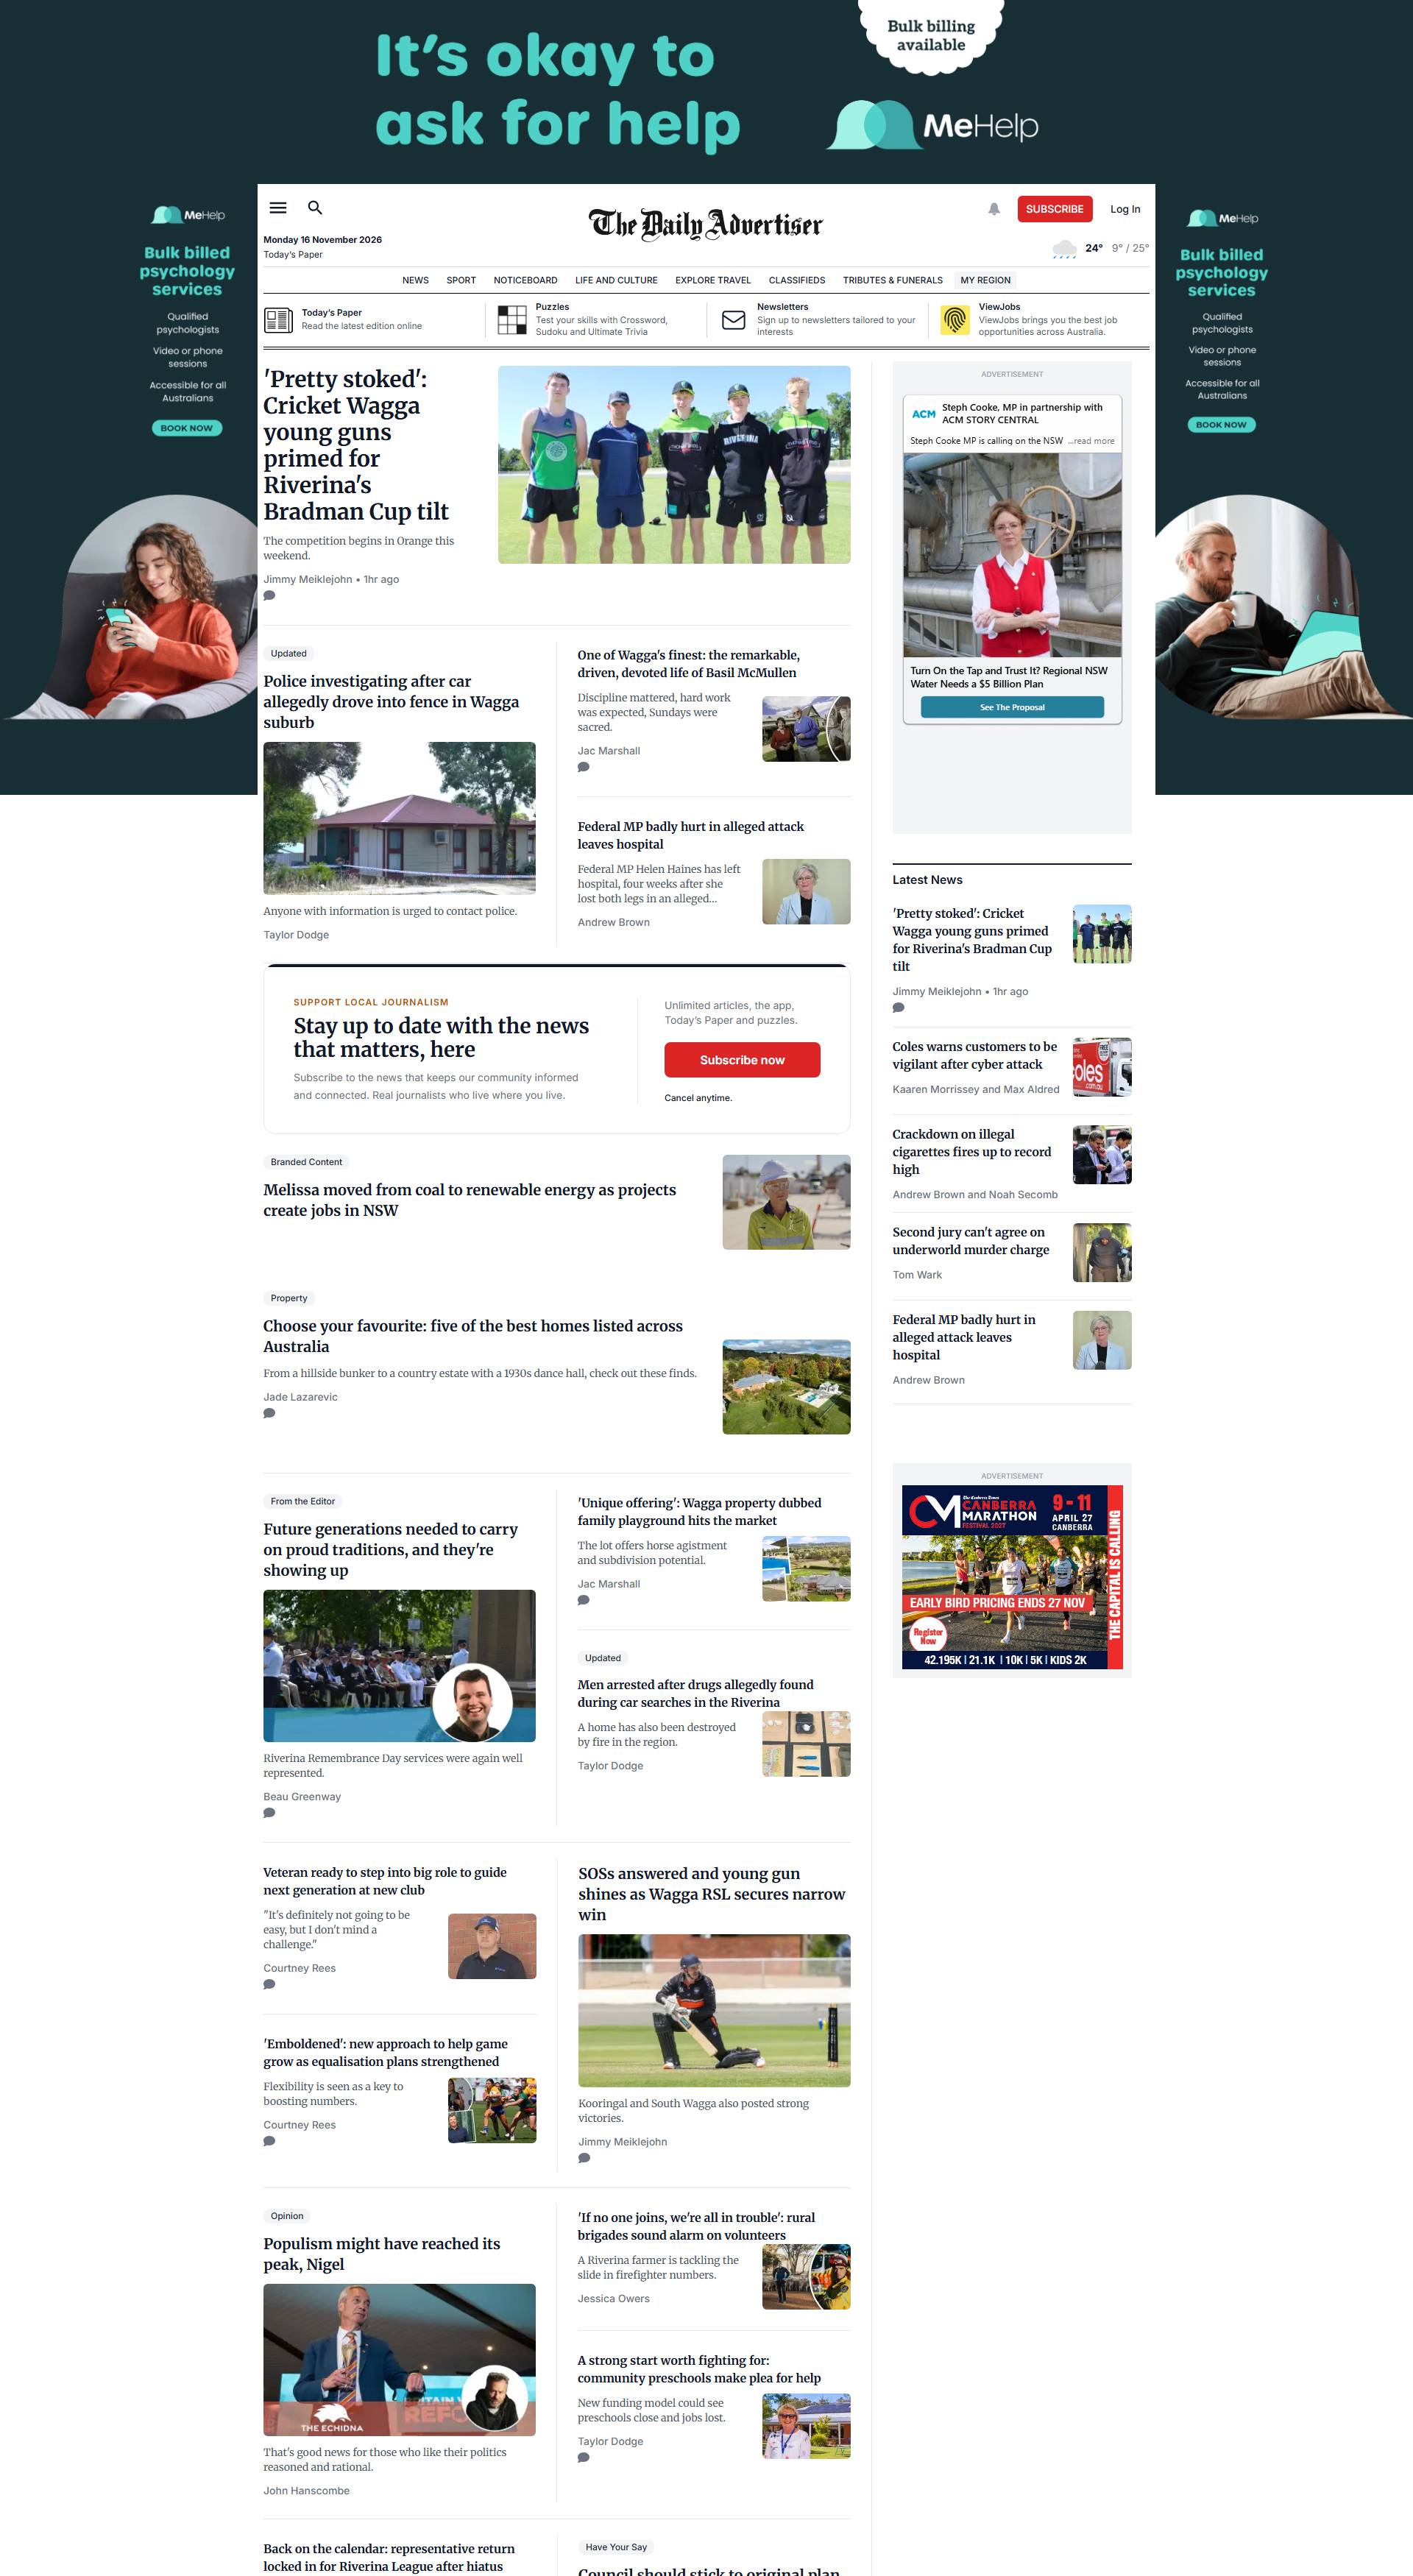 It's okay to
ask for help
Bulk billing
available
MeHelp
MeHelp
Bulk billed
psychology
services
Qualified
psychologists
Video or phone
sessions
Accessible for all
Australians
BOOK NOW
MeHelp
Bulk billed
psychology
services
Qualified
psychologists
Video or phone
sessions
Accessible for all
Australians
BOOK NOW
The Daily Advertiser
SUBSCRIBE
Log In
Monday 16 November 2026
Today's Paper
24° 9° / 25°
NEWS SPORT NOTICEBOARD LIFE AND CULTURE EXPLORE TRAVEL CLASSIFIEDS TRIBUTES & FUNERALS MY REGION
Today's Paper
Read the latest edition online
Puzzles
Test your skills with Crossword,
Sudoku and Ultimate Trivia
Newsletters
Sign up to newsletters tailored to your
interests
ViewJobs
ViewJobs brings you the best job
opportunities across Australia.
'Pretty stoked':
Cricket Wagga
young guns
primed for
Riverina's
Bradman Cup tilt
The competition begins in Orange this
weekend.
Jimmy Meiklejohn • 1hr ago
RIVERINA
Updated
Police investigating after car
allegedly drove into fence in Wagga
suburb
Anyone with information is urged to contact police.
Taylor Dodge
One of Wagga's finest: the remarkable,
driven, devoted life of Basil McMullen
Discipline mattered, hard work
was expected, Sundays were
sacred.
Jac Marshall
Federal MP badly hurt in alleged attack
leaves hospital
Federal MP Helen Haines has left
hospital, four weeks after she
lost both legs in an alleged...
Andrew Brown
SUPPORT LOCAL JOURNALISM
Stay up to date with the news
that matters, here
Subscribe to the news that keeps our community informed
and connected. Real journalists who live where you live.
Unlimited articles, the app,
Today's Paper and puzzles.
Subscribe now
Cancel anytime.
Branded Content
Melissa moved from coal to renewable energy as projects
create jobs in NSW
Property
Choose your favourite: five of the best homes listed across
Australia
From a hillside bunker to a country estate with a 1930s dance hall, check out these finds.
Jade Lazarevic
From the Editor
Future generations needed to carry
on proud traditions, and they're
showing up
Riverina Remembrance Day services were again well
represented.
Beau Greenway
'Unique offering': Wagga property dubbed
family playground hits the market
The lot offers horse agistment
and subdivision potential.
Jac Marshall
Updated
Men arrested after drugs allegedly found
during car searches in the Riverina
A home has also been destroyed
by fire in the region.
Taylor Dodge
Veteran ready to step into big role to guide
next generation at new club
"It's definitely not going to be
easy, but I don't mind a
challenge."
Courtney Rees
'Emboldened': new approach to help game
grow as equalisation plans strengthened
Flexibility is seen as a key to
boosting numbers.
Courtney Rees
SOSs answered and young gun
shines as Wagga RSL secures narrow
win
Kooringal and South Wagga also posted strong
victories.
Jimmy Meiklejohn
Opinion
Populism might have reached its
peak, Nigel
THE ECHIDNA
That's good news for those who like their politics
reasoned and rational.
John Hanscombe
'If no one joins, we're all in trouble': rural
brigades sound alarm on volunteers
A Riverina farmer is tackling the
slide in firefighter numbers.
Jessica Owers
A strong start worth fighting for:
community preschools make plea for help
New funding model could see
preschools close and jobs lost.
Taylor Dodge
Back on the calendar: representative return
locked in for Riverina League after hiatus
Have Your Say
Council should stick to original plan
ADVERTISEMENT
ACM
Steph Cooke, MP in partnership with
ACM STORY CENTRAL
Steph Cooke MP is calling on the NSW ...read more
Turn On the Tap and Trust It? Regional NSW
Water Needs a $5 Billion Plan
See The Proposal
Latest News
'Pretty stoked': Cricket
Wagga young guns primed
for Riverina's Bradman Cup
tilt
Jimmy Meiklejohn • 1hr ago
Coles warns customers to be
vigilant after cyber attack
Kaaren Morrissey and Max Aldred
Crackdown on illegal
cigarettes fires up to record
high
Andrew Brown and Noah Secomb
Second jury can't agree on
underworld murder charge
Tom Wark
Federal MP badly hurt in
alleged attack leaves
hospital
Andrew Brown
ADVERTISEMENT
CM
The Canberra Times
CANBERRA
MARATHON
FESTIVAL 2027
9 - 11
APRIL 27
CANBERRA
THE CAPITAL IS CALLING
EARLY BIRD PRICING ENDS 27 NOV
Register
Now
42.195K | 21.1K | 10K | 5K | KIDS 2K